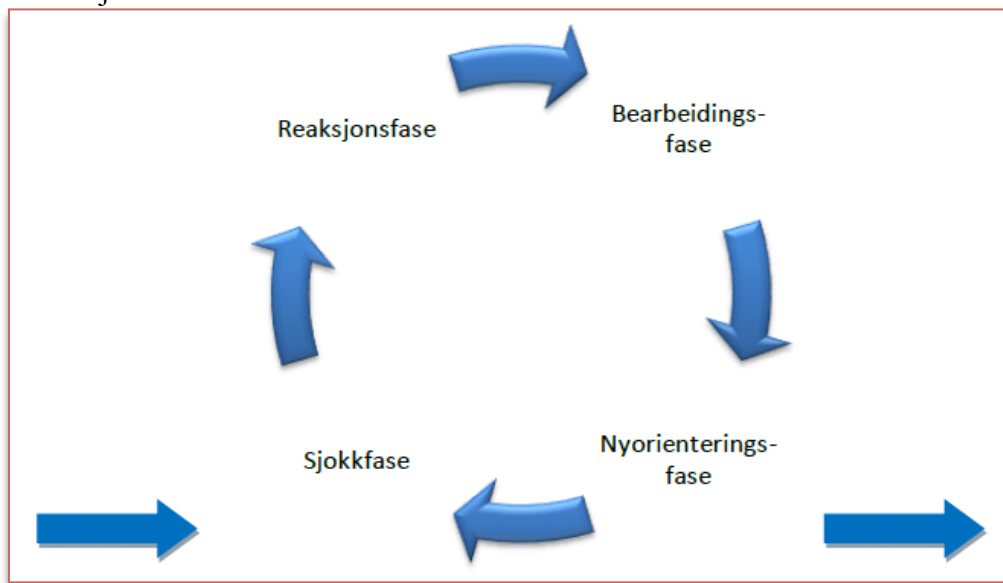 Reaksjonsfase
Bearbeidings-
fase
Sjokkfase
Nyorienterings-
fase